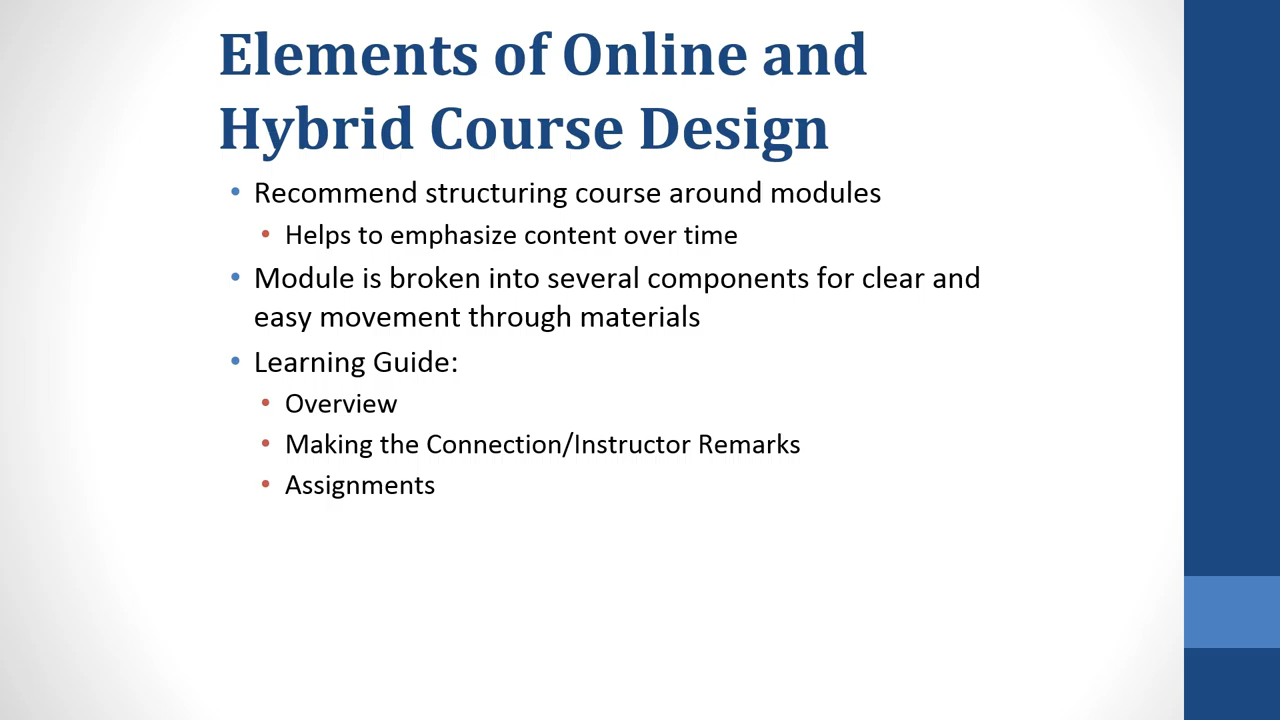 Elements of Online and
Hybrid Course Design
• Recommend structuring course around modules
• Helps to emphasize content over time
• Module is broken into several components for clear and
easy movement through materials
• Learning Guide:
• Overview
• Making the Connection/Instructor Remarks
• Assignments